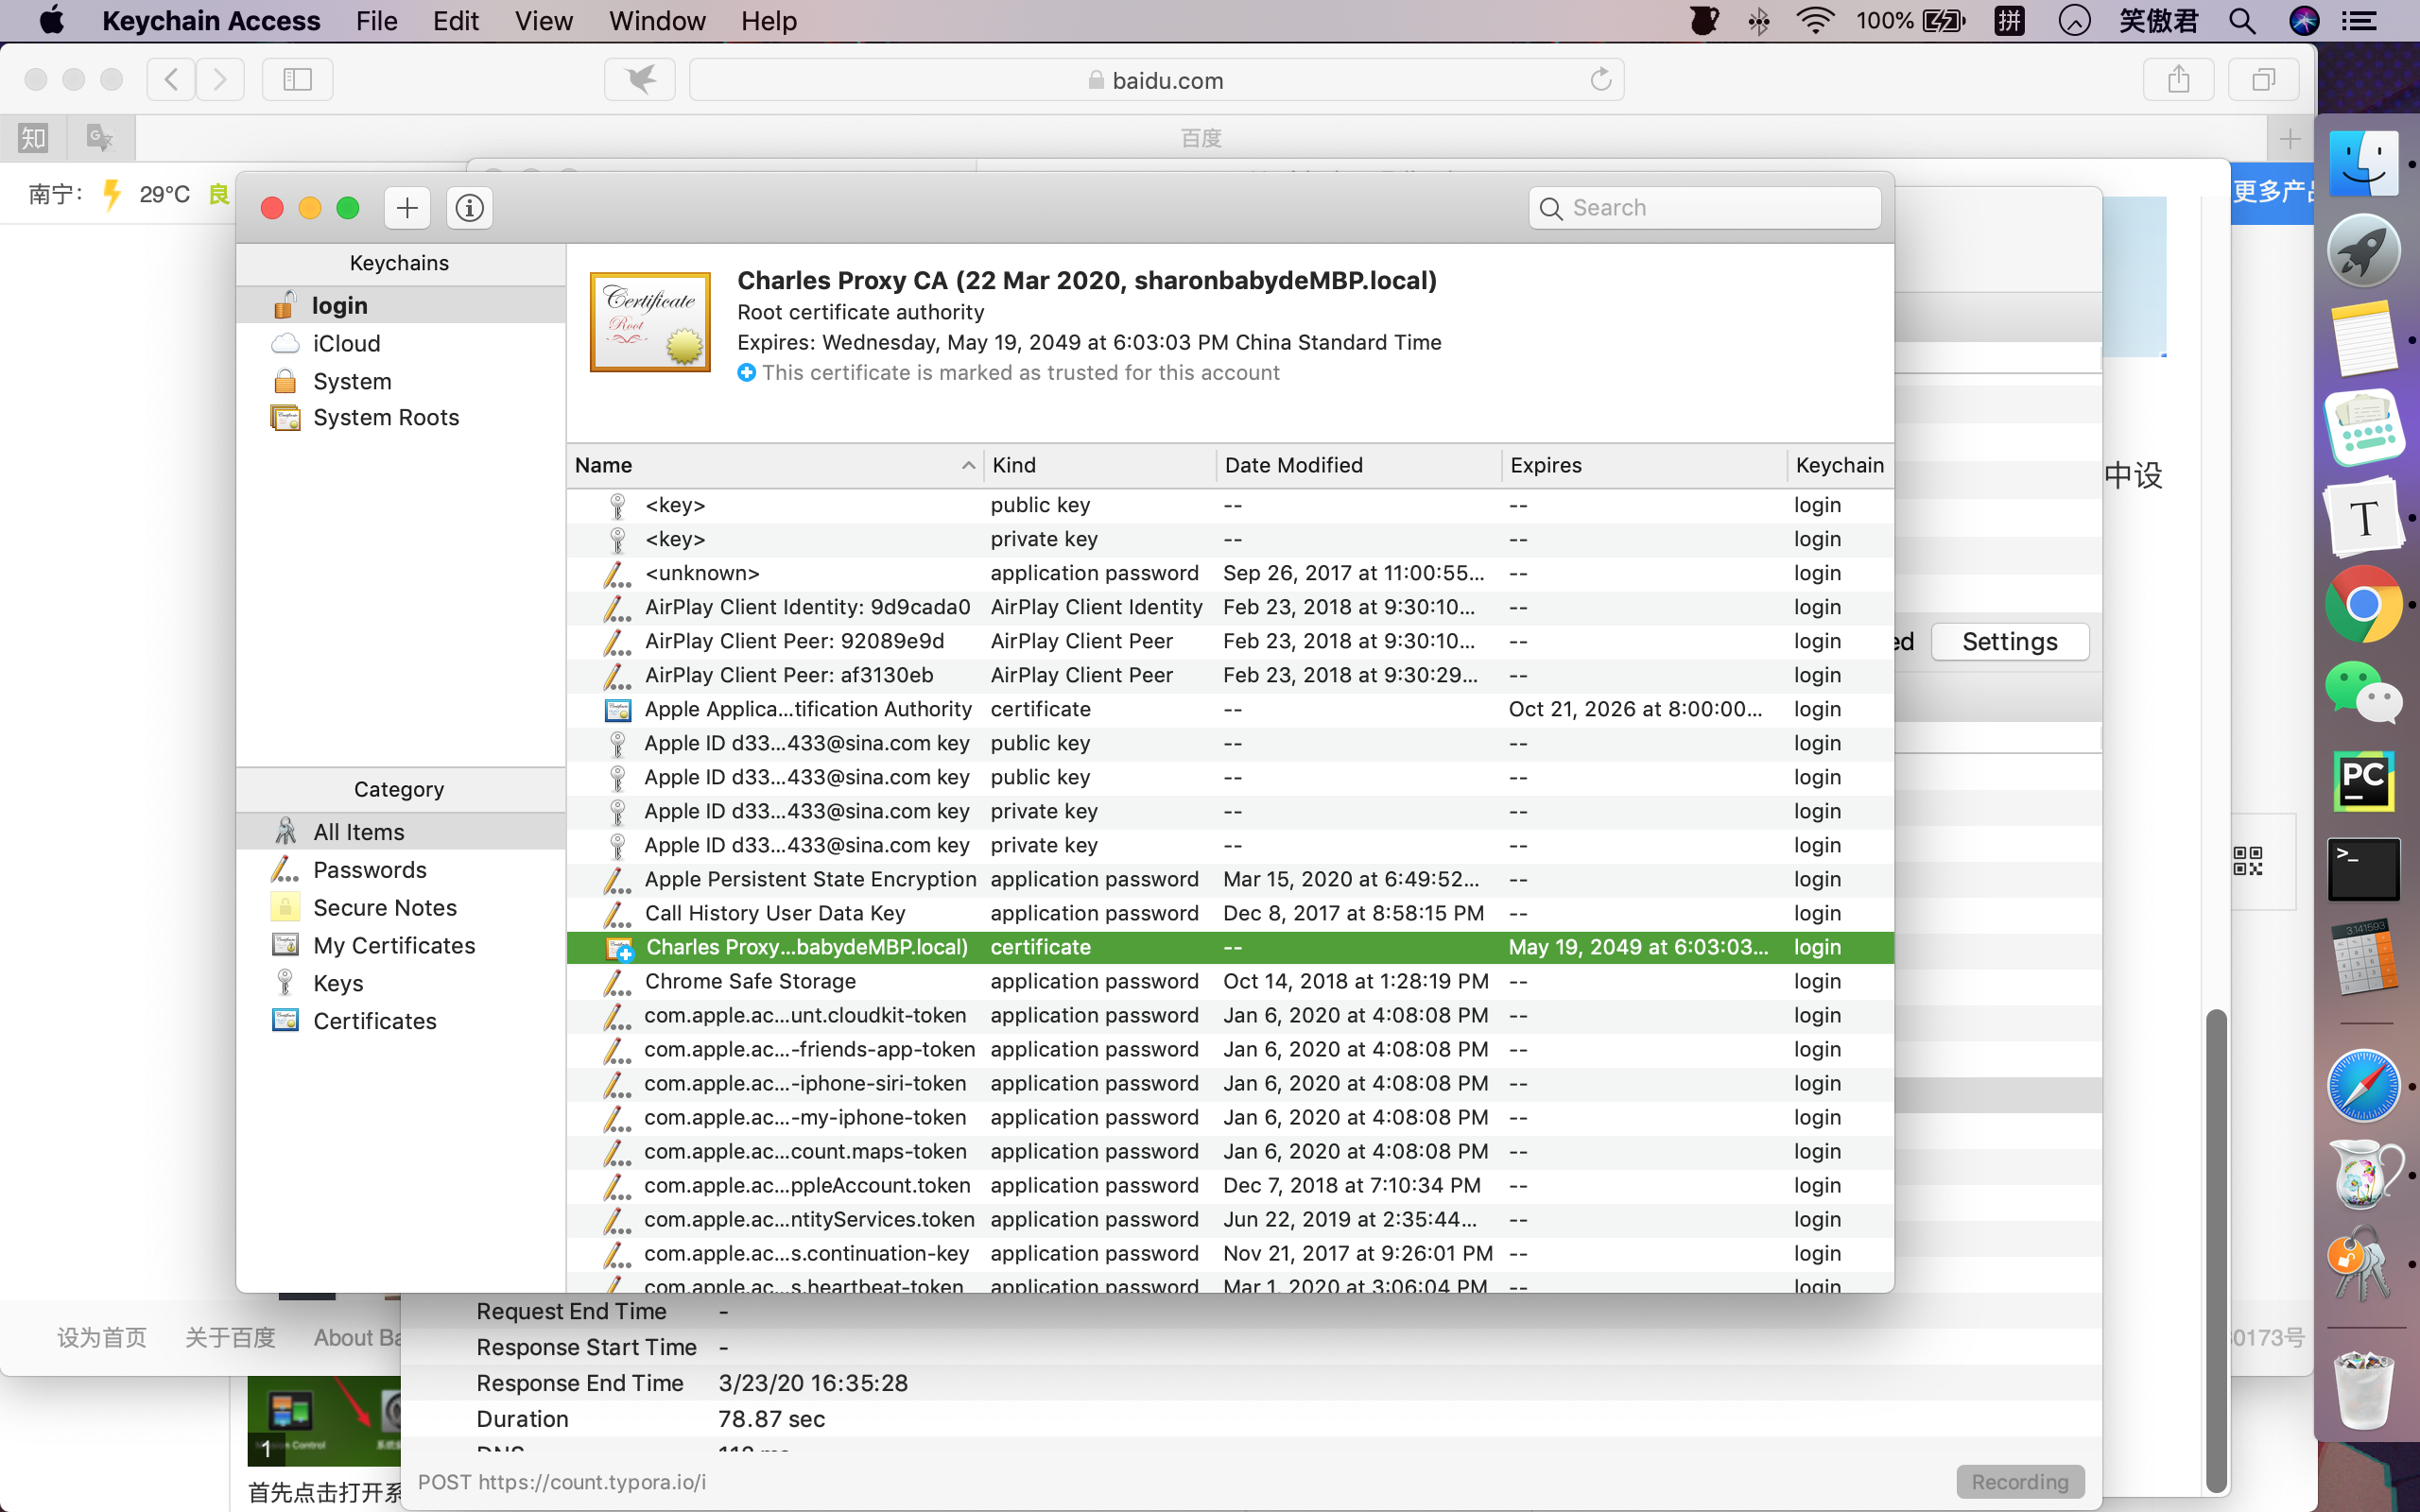 Keychain Access File Edit View Window Help 100% 拼 笑傲君
baidu.com
知 百度
南宁： 29°C 良
更多产品
Search
Keychains
login
iCloud
System
System Roots
Certificate
Root
Charles Proxy CA (22 Mar 2020, sharonbabydeMBP.local)
Root certificate authority
Expires: Wednesday, May 19, 2049 at 6:03:03 PM China Standard Time
This certificate is marked as trusted for this account
Name Kind Date Modified Expires Keychain
<key> public key -- -- login
<key> private key -- -- login
<unknown> application password Sep 26, 2017 at 11:00:55... -- login
AirPlay Client Identity: 9d9cada0 AirPlay Client Identity Feb 23, 2018 at 9:30:10... -- login
AirPlay Client Peer: 92089e9d AirPlay Client Peer Feb 23, 2018 at 9:30:10... -- login
AirPlay Client Peer: af3130eb AirPlay Client Peer Feb 23, 2018 at 9:30:29... -- login
Apple Applica...tification Authority certificate -- Oct 21, 2026 at 8:00:00... login
Apple ID d33...433@sina.com key public key -- -- login
Apple ID d33...433@sina.com key public key -- -- login
Apple ID d33...433@sina.com key private key -- -- login
Apple ID d33...433@sina.com key private key -- -- login
Apple Persistent State Encryption application password Mar 15, 2020 at 6:49:52... -- login
Call History User Data Key application password Dec 8, 2017 at 8:58:15 PM -- login
Charles Proxy...babydeMBP.local) certificate -- May 19, 2049 at 6:03:03... login
Chrome Safe Storage application password Oct 14, 2018 at 1:28:19 PM -- login
com.apple.ac...unt.cloudkit-token application password Jan 6, 2020 at 4:08:08 PM -- login
com.apple.ac...-friends-app-token application password Jan 6, 2020 at 4:08:08 PM -- login
com.apple.ac...-iphone-siri-token application password Jan 6, 2020 at 4:08:08 PM -- login
com.apple.ac...-my-iphone-token application password Jan 6, 2020 at 4:08:08 PM -- login
com.apple.ac...count.maps-token application password Jan 6, 2020 at 4:08:08 PM -- login
com.apple.ac...ppleAccount.token application password Dec 7, 2018 at 7:10:34 PM -- login
com.apple.ac...ntityServices.token application password Jun 22, 2019 at 2:35:44... -- login
com.apple.ac...s.continuation-key application password Nov 21, 2017 at 9:26:01 PM -- login
com.apple.ac...s.heartbeat-token application password Mar 1, 2020 at 3:06:04 PM -- login
Category
All Items
Passwords
Secure Notes
My Certificates
Keys
Certificates
中设
ed Settings
T
PC
>_
3.141593
Request End Time -
Response Start Time -
Response End Time 3/23/20 16:35:28
Duration 78.87 sec
DNS
POST https://count.typora.io/i
Recording
设为首页 关于百度 About Ba
0173号
1
Control
首先点击打开系